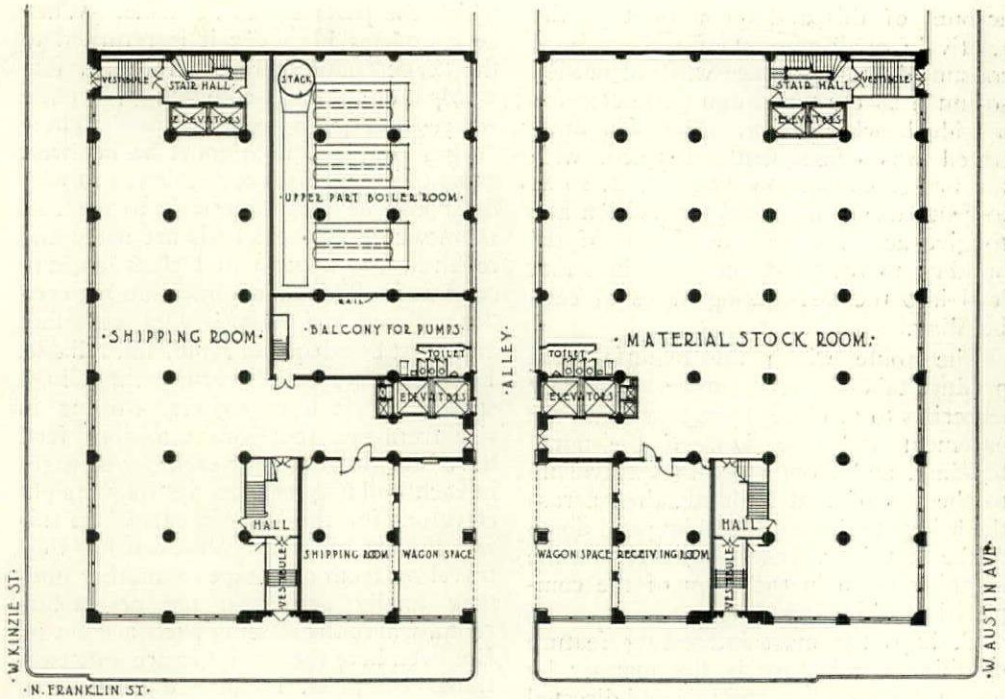 VESTIBULE
STAIR HALL
ELEVATORS
STACK
·UPPER PART BOILER ROOM·
RAIL
·BALCONY FOR PUMPS·
·SHIPPING ROOM·
TOILET
ELEVATORS
HALL
VESTIBULE
SHIPPING ROOM
WAGON SPACE
·ALLEY·
STAIR HALL
VESTIBULE
ELEVATORS
·MATERIAL STOCK ROOM·
TOILET
ELEVATORS
HALL
VESTIBULE
WAGON SPACE
RECEIVING ROOM
·W. KINZIE ST·
·N. FRANKLIN ST·
·W. AUSTIN AVE·